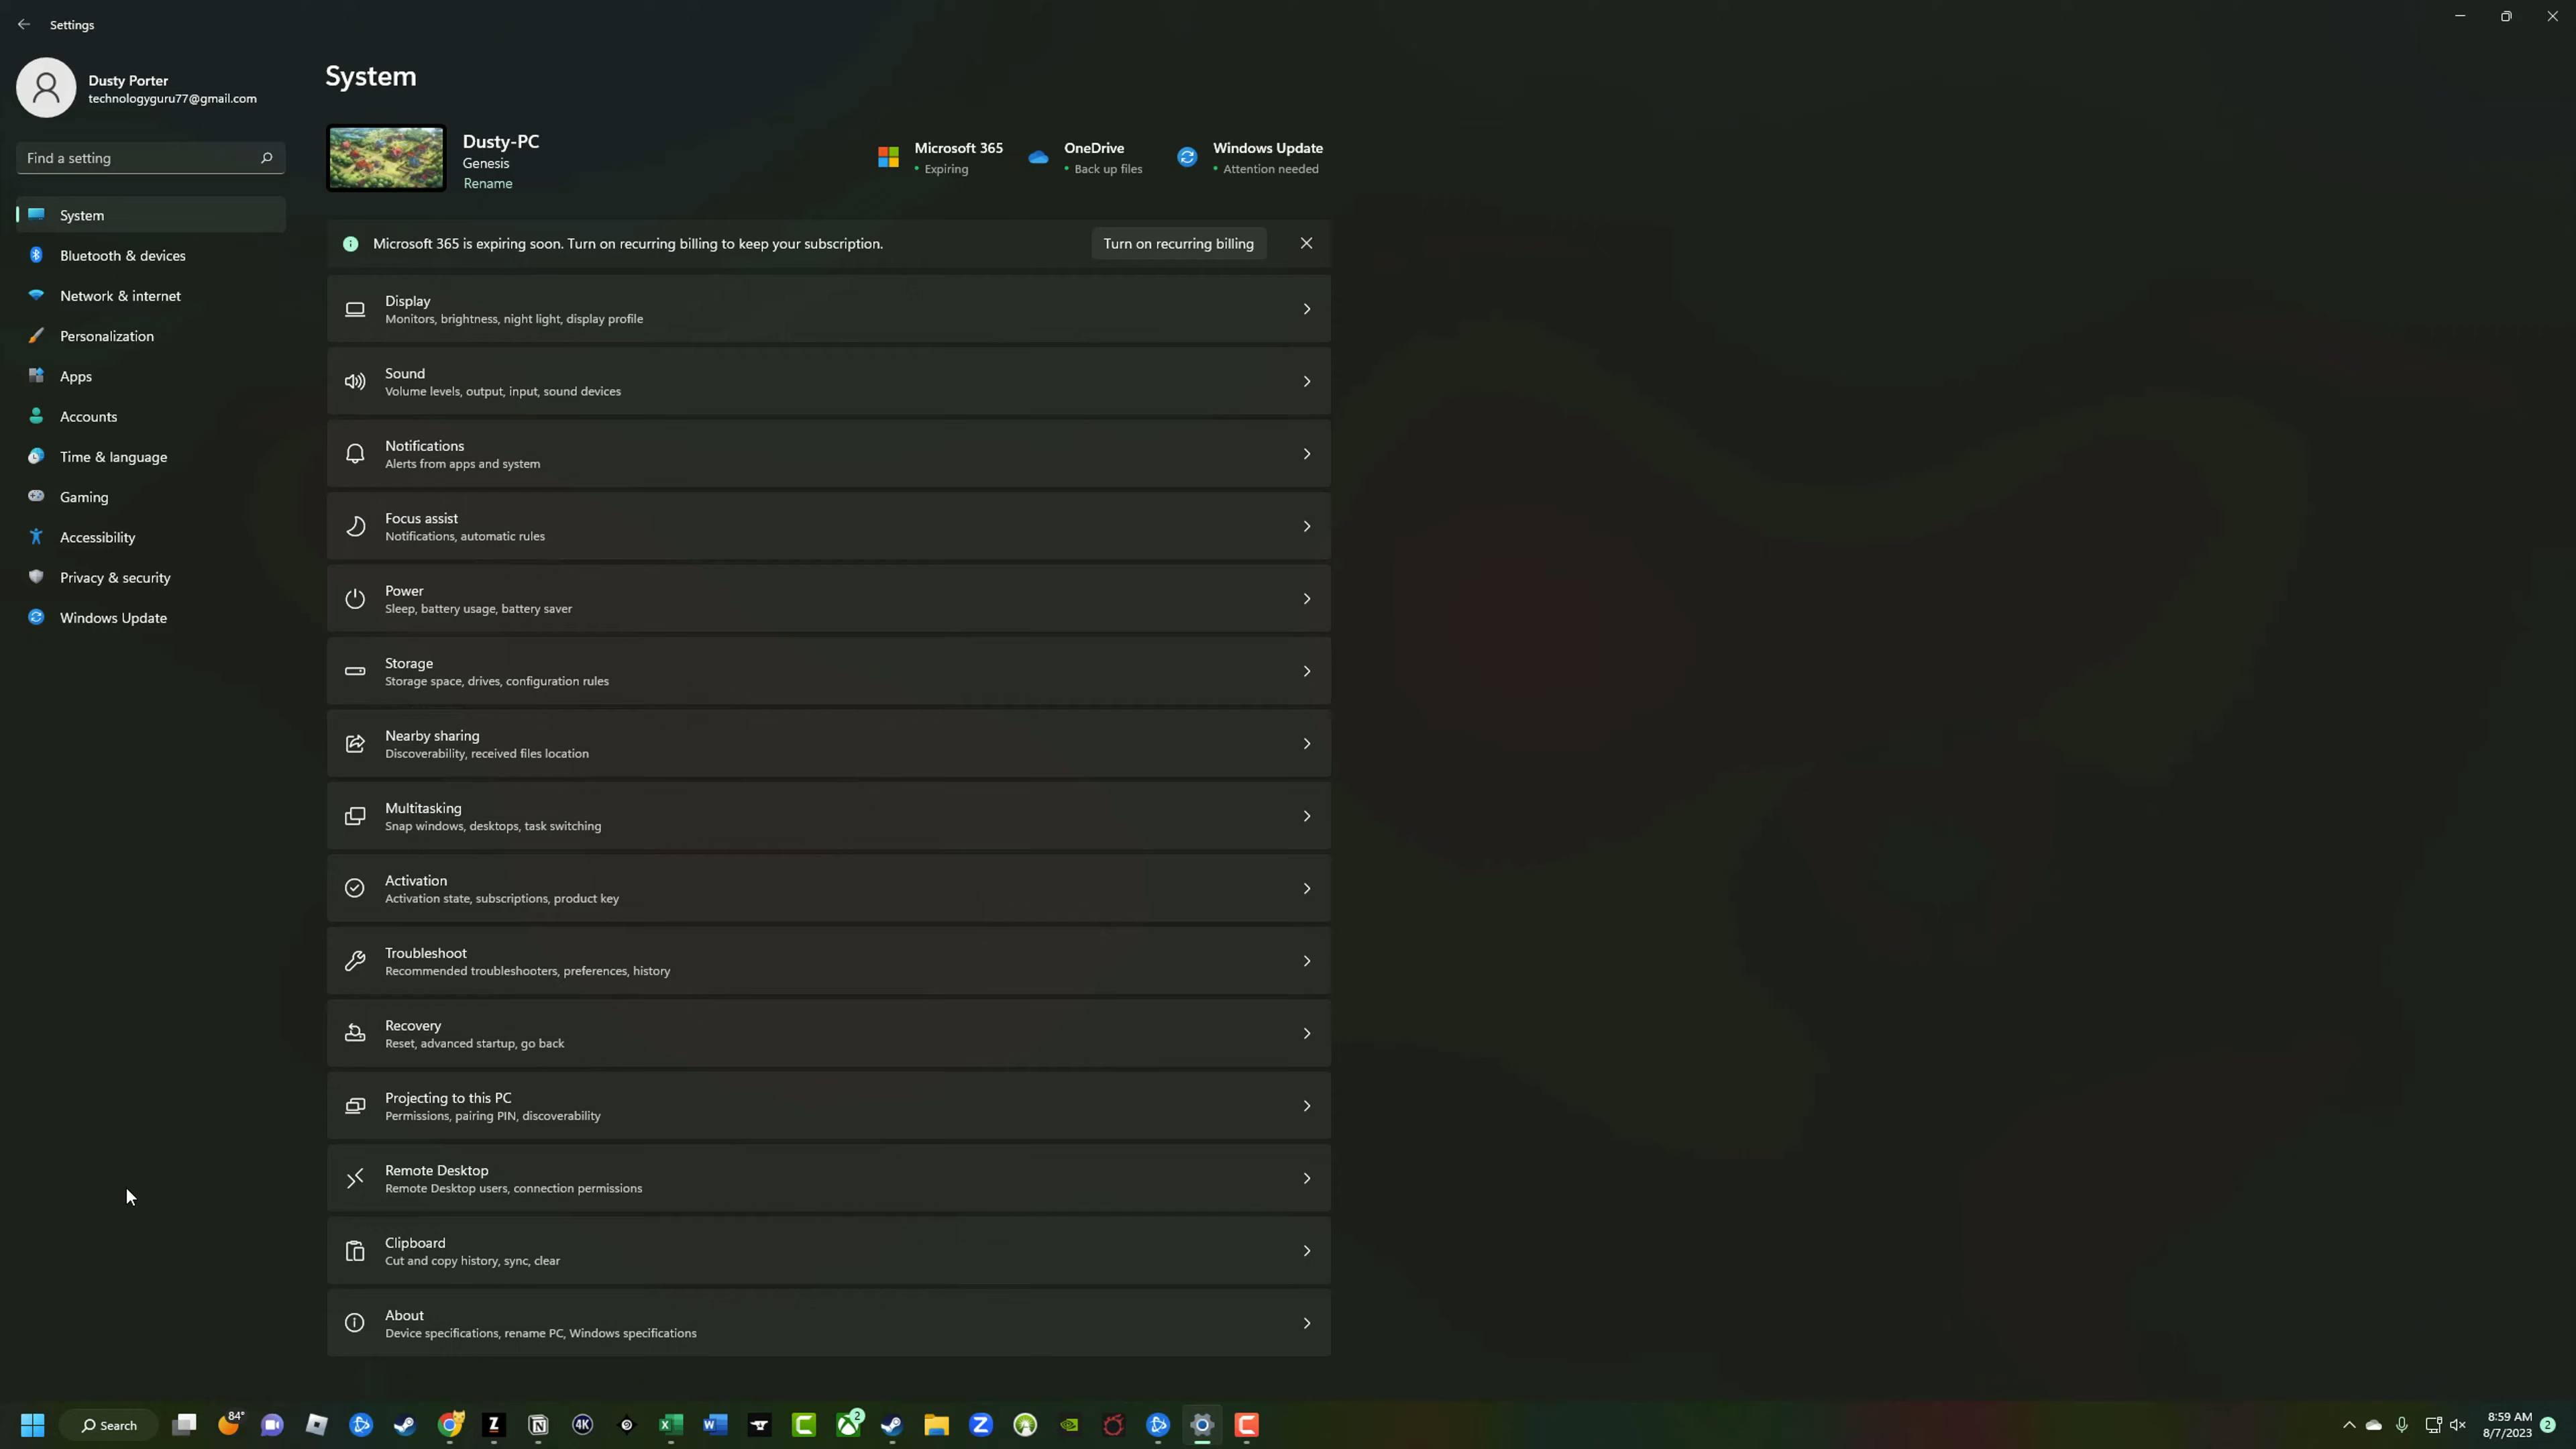 Settings
Dusty Porter
technologyguru77@gmail.com
Find a setting
System
Bluetooth & devices
Network & internet
Personalization
Apps
Accounts
Time & language
Gaming
Accessibility
Privacy & security
Windows Update
System
Dusty-PC
Genesis
Rename
Microsoft 365
• Expiring
OneDrive
• Back up files
Windows Update
• Attention needed
Microsoft 365 is expiring soon. Turn on recurring billing to keep your subscription.
Turn on recurring billing
Display
Monitors, brightness, night light, display profile
Sound
Volume levels, output, input, sound devices
Notifications
Alerts from apps and system
Focus assist
Notifications, automatic rules
Power
Sleep, battery usage, battery saver
Storage
Storage space, drives, configuration rules
Nearby sharing
Discoverability, received files location
Multitasking
Snap windows, desktops, task switching
Activation
Activation state, subscriptions, product key
Troubleshoot
Recommended troubleshooters, preferences, history
Recovery
Reset, advanced startup, go back
Projecting to this PC
Permissions, pairing PIN, discoverability
Remote Desktop
Remote Desktop users, connection permissions
Clipboard
Cut and copy history, sync, clear
About
Device specifications, rename PC, Windows specifications
Search
84°
4K
2
8:59 AM
8/7/2023
2